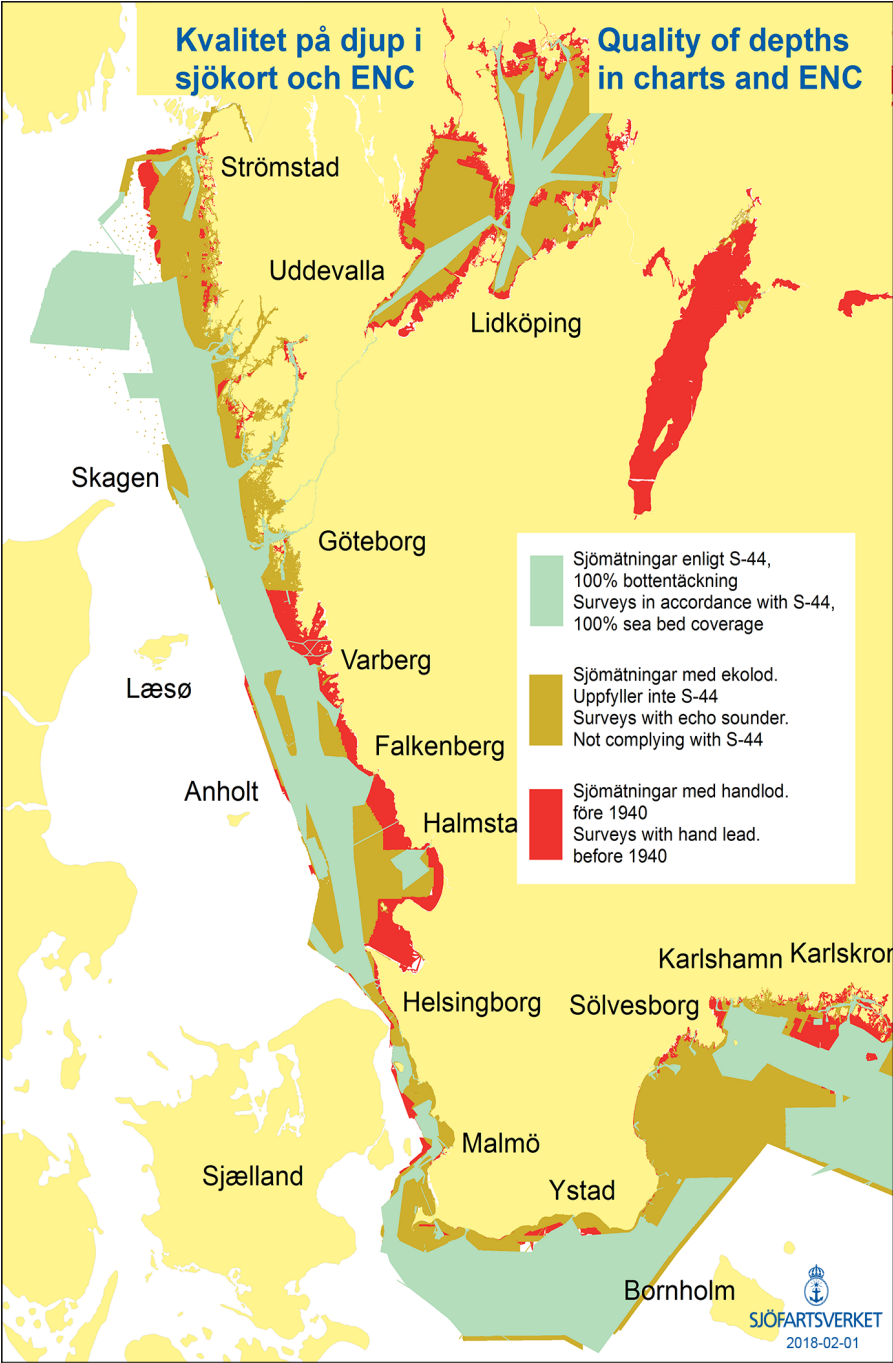 Kvalitet på djup i
sjökort och ENC
Quality of depths
in charts and ENC
Strömstad
Uddevalla
Lidköping
Skagen
Göteborg
Sjömätningar enligt S-44,
100% bottentäckning
Surveys in accordance with S-44,
100% sea bed coverage
Varberg
Læsø
Sjömätningar med ekolod.
Uppfyller inte S-44
Surveys with echo sounder.
Not complying with S-44
Falkenberg
Anholt
Halmsta
Sjömätningar med handlod.
före 1940
Surveys with hand lead.
before 1940
Karlshamn Karlskron
Helsingborg
Sölvesborg
Malmö
Sjælland
Ystad
Bornholm
SJÖFARTSVERKET
2018-02-01